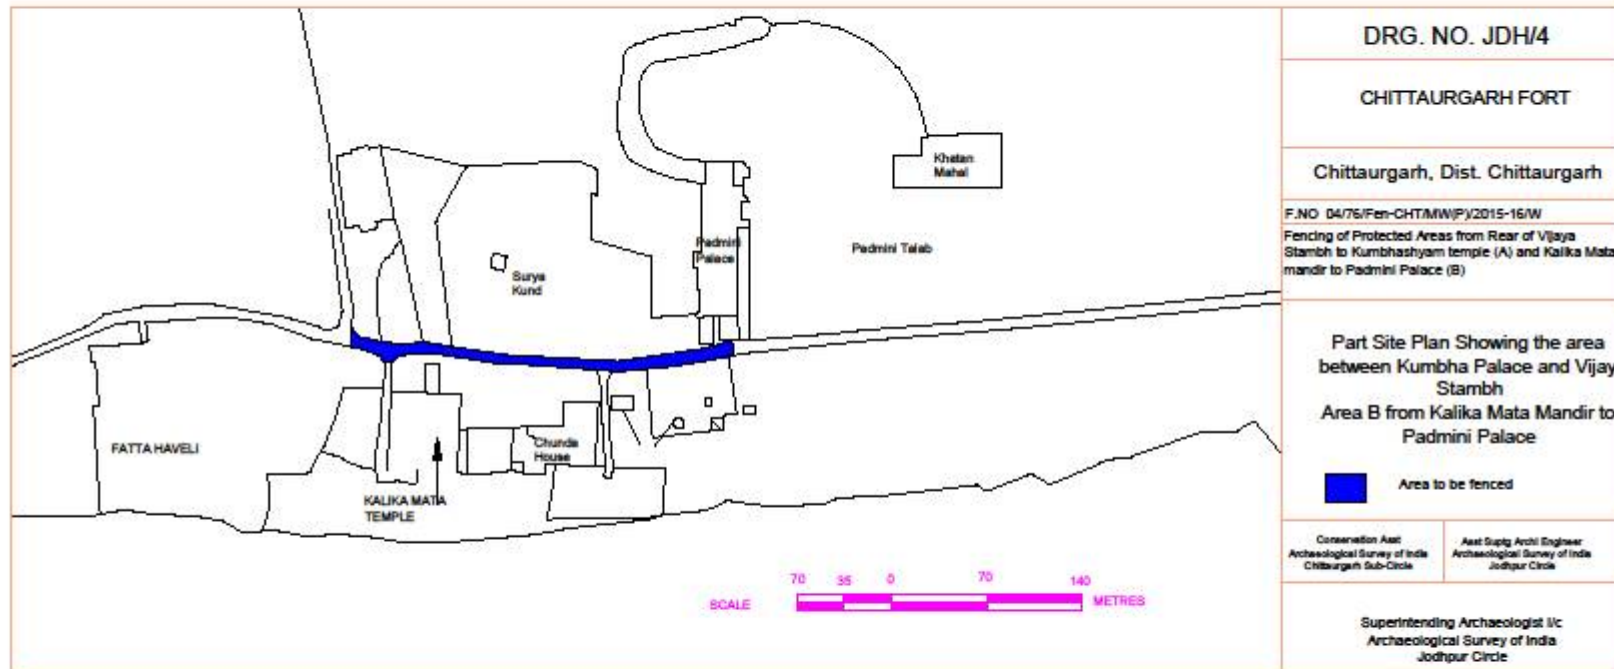 DRG. NO. JDH/4
CHITTAURGARH FORT
Chittaurgarh, Dist. Chittaurgarh
F.NO 04/76/Fen-CHT/MW(P)/2015-16/W
Fencing of Protected Areas from Rear of Vijaya
Stambh to Kumbhashyam temple (A) and Kalika Mata
mandir to Padmini Palace (B)
Part Site Plan Showing the area
between Kumbha Palace and Vijay
Stambh
Area B from Kalika Mata Mandir to
Padmini Palace
Area to be fenced
Conservation Asst
Archaeological Survey of India
Chittaurgarh Sub-Circle
Asst Suptg Archl Engineer
Archaeological Survey of India
Jodhpur Circle
Superintending Archaeologist I/c
Archaeological Survey of India
Jodhpur Circle
Khatan
Mahal
Padmini
Palace
Padmini Talab
Surya
Kund
FATTA HAVELI
Chunda
House
KALIKA MATA
TEMPLE
SCALE
70 35 0 70 140
METRES